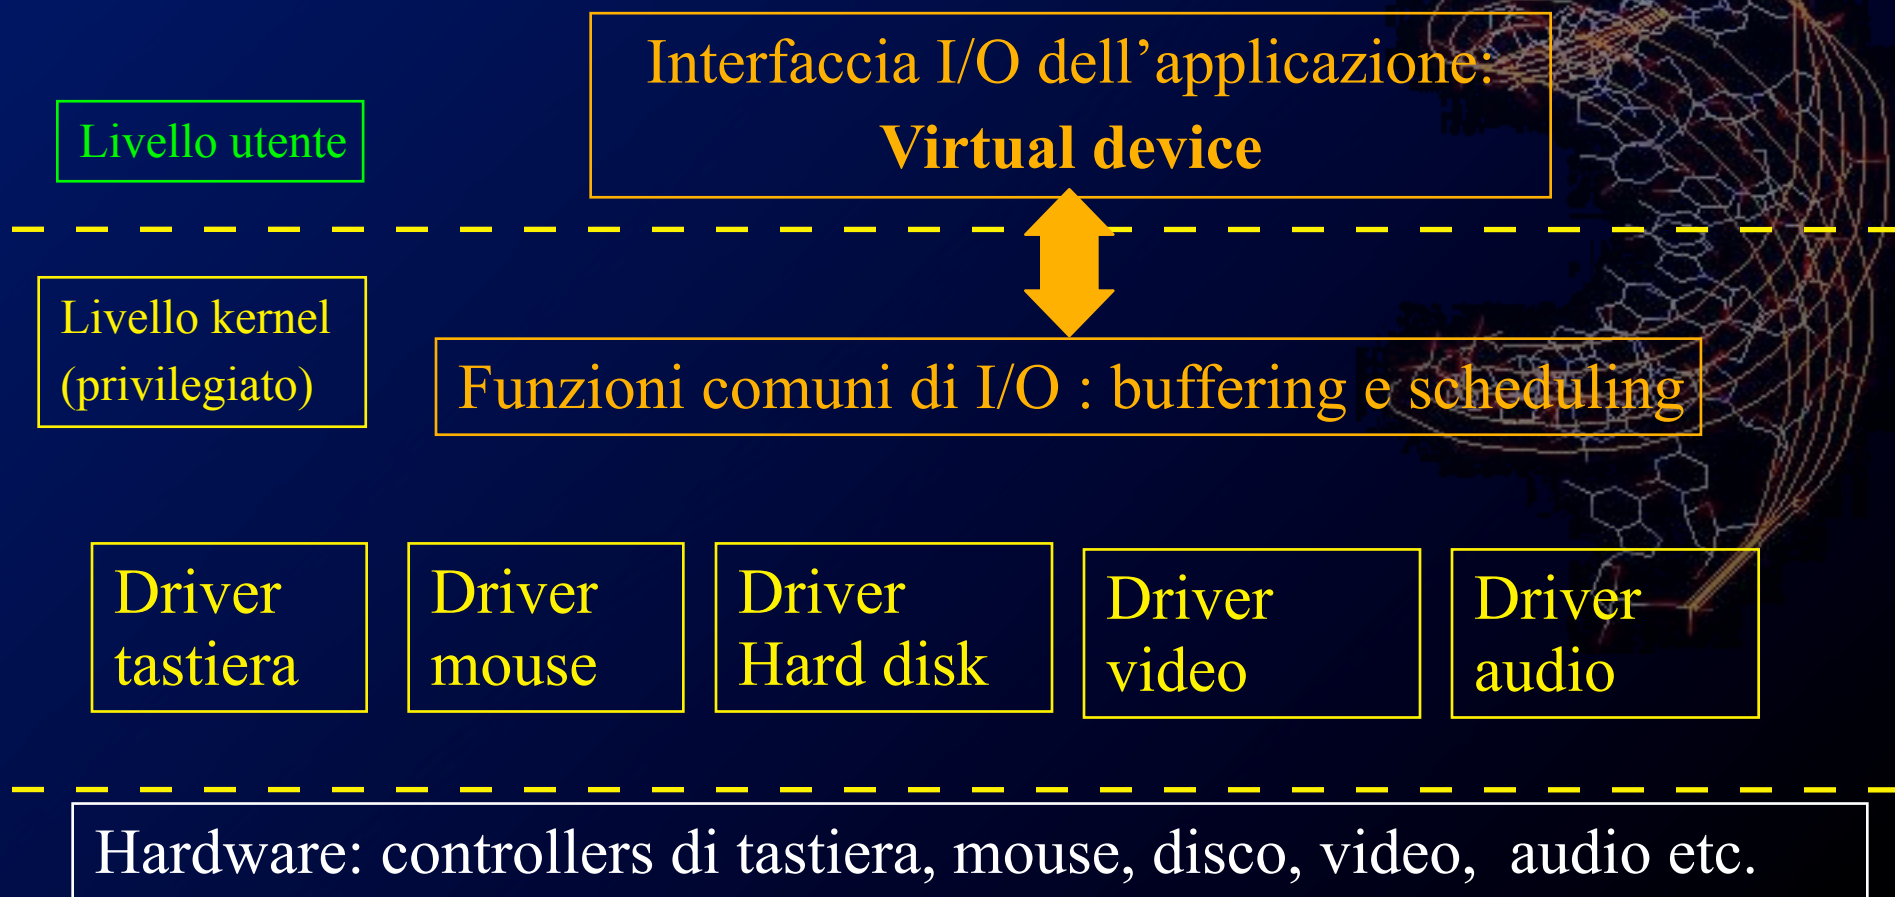 Interfaccia I/O dell’applicazione:
Virtual device
Livello utente
Livello kernel
(privilegiato)
Funzioni comuni di I/O : buffering e scheduling
Driver
tastiera
Driver
mouse
Driver
Hard disk
Driver
video
Driver
audio
Hardware: controllers di tastiera, mouse, disco, video, audio etc.